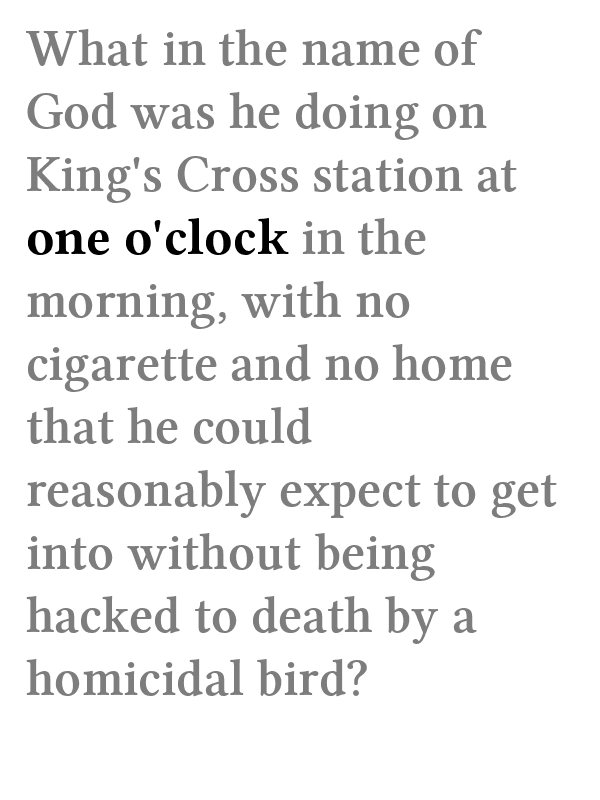 What in the name of
God was he doing on
King's Cross station at
one o'clock in the
morning, with no
cigarette and no home
that he could
reasonably expect to get
into without being
hacked to death by a
homicidal bird?